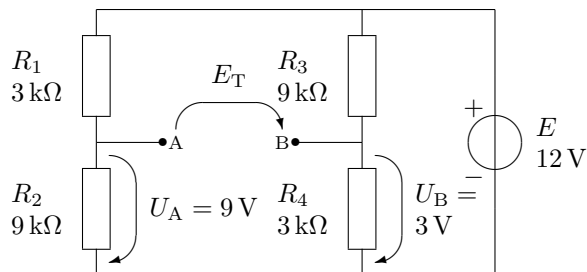 R1
3 kΩ
R2
9 kΩ
ET
A
B
UA = 9 V
R3
9 kΩ
R4
3 kΩ
UB =
3 V
+
−
E
12 V